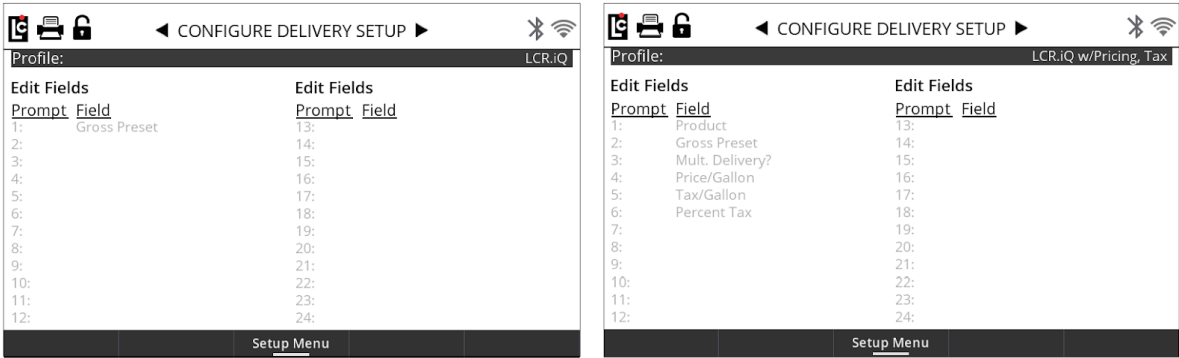 LC
◀ CONFIGURE DELIVERY SETUP ▶
Profile: LCR.iQ
Edit Fields Edit Fields
Prompt Field Prompt Field
1: Gross Preset 13:
2: 14:
3: 15:
4: 16:
5: 17:
6: 18:
7: 19:
8: 20:
9: 21:
10: 22:
11: 23:
12: 24:
Setup Menu
LC
◀ CONFIGURE DELIVERY SETUP ▶
Profile: LCR.iQ w/Pricing, Tax
Edit Fields Edit Fields
Prompt Field Prompt Field
1: Product 13:
2: Gross Preset 14:
3: Mult. Delivery? 15:
4: Price/Gallon 16:
5: Tax/Gallon 17:
6: Percent Tax 18:
7: 19:
8: 20:
9: 21:
10: 22:
11: 23:
12: 24:
Setup Menu